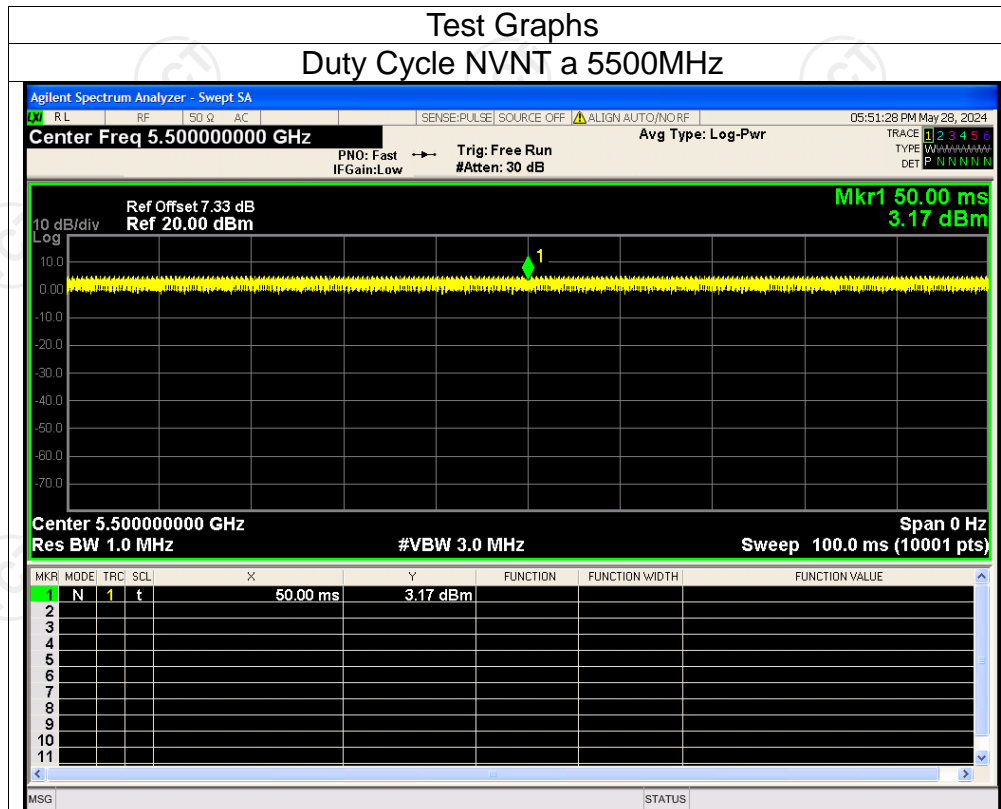 Test Graphs
Duty Cycle NVNT a 5500MHz
Agilent Spectrum Analyzer - Swept SA
LXI RL RF 50 Ω AC SENSE:PULSE SOURCE OFF ALIGN AUTO/NO RF 05:51:28 PM May 28, 2024
Center Freq 5.500000000 GHz Avg Type: Log-Pwr TRACE 1 2 3 4 5 6
PNO: Fast Trig: Free Run TYPE WWWWWW
IFGain:Low #Atten: 30 dB DET P N N N N N
Mkr1 50.00 ms
Ref Offset 7.33 dB
10 dB/div Ref 20.00 dBm 3.17 dBm
Log
10.0
1
0.00
-10.0
-20.0
-30.0
-40.0
-50.0
-60.0
-70.0
Center 5.500000000 GHz Span 0 Hz
Res BW 1.0 MHz #VBW 3.0 MHz Sweep 100.0 ms (10001 pts)
MKR MODE TRC SCL X Y FUNCTION FUNCTION WIDTH FUNCTION VALUE
1 N 1 t 50.00 ms 3.17 dBm
2
3
4
5
6
7
8
9
10
11
MSG STATUS